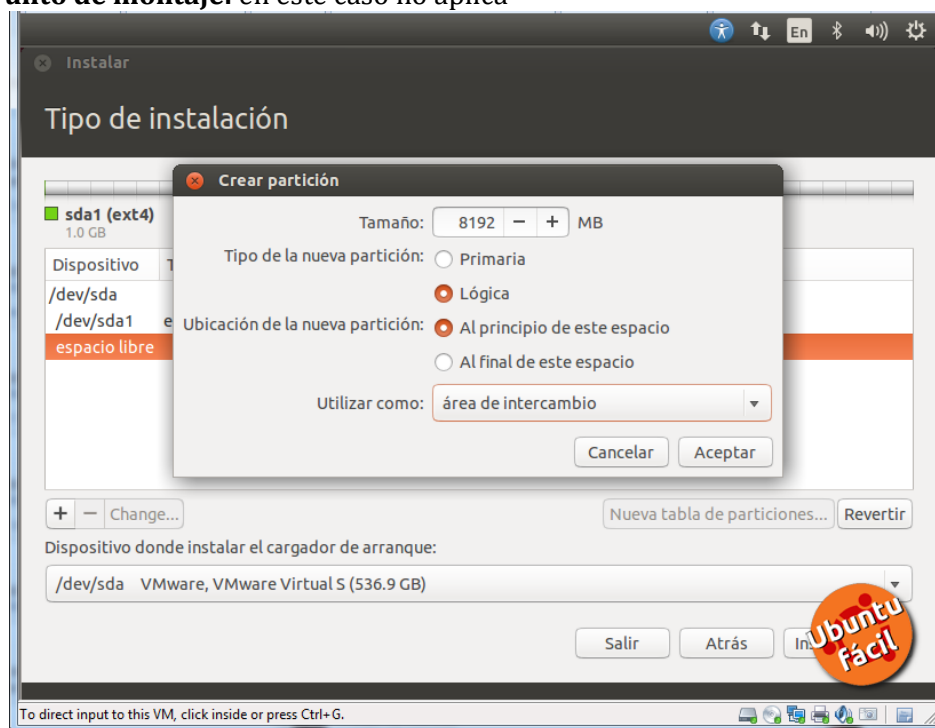 unto de montaje: en este caso no aplica
En
Instalar
Tipo de instalación
Crear partición
sda1 (ext4)
1.0 GB
Tamaño: 8192 − + MB
Tipo de la nueva partición: Primaria
Lógica
Ubicación de la nueva partición: Al principio de este espacio
Al final de este espacio
Utilizar como: área de intercambio
Cancelar Aceptar
Dispositivo T
/dev/sda
/dev/sda1 e
espacio libre
+ − Change... Nueva tabla de particiones... Revertir
Dispositivo donde instalar el cargador de arranque:
/dev/sda VMware, VMware Virtual S (536.9 GB)
Salir Atrás In
Ubuntu
Fácil
To direct input to this VM, click inside or press Ctrl+G.